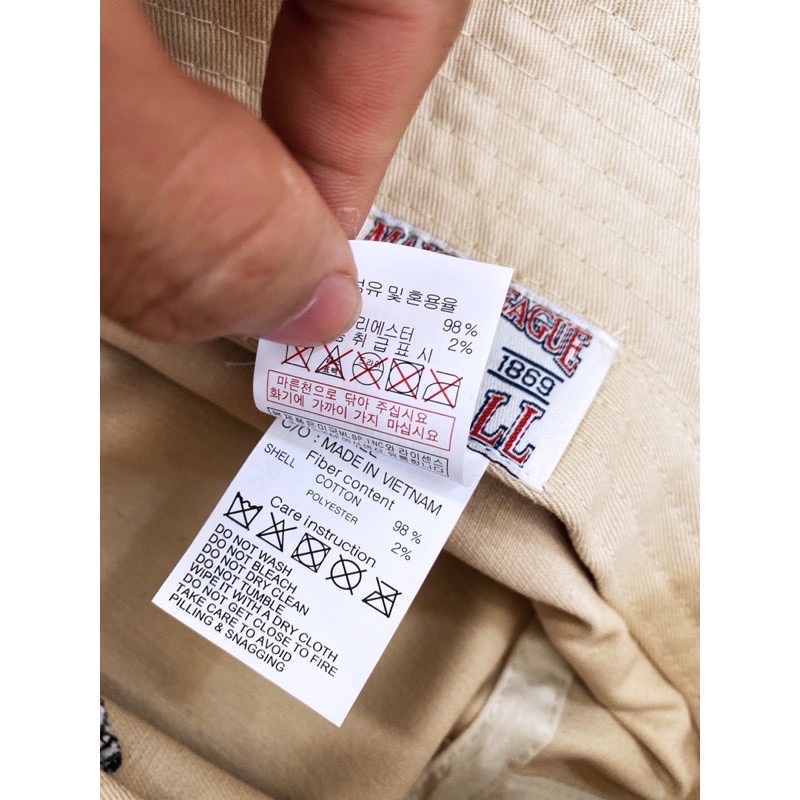 및 혼용율
리에스터 98%
취급표시 2%
마른천으로 닦아 주십시요
화기에 가까이 가지 마십시요
C/O : MADE IN VIETNAM
Fiber content
SHELL COTTON 98%
POLYESTER 2%
Care instruction
DO NOT WASH
DO NOT BLEACH
DO NOT DRY CLEAN
DO NOT TUMBLE
WIPE IT WITH A DRY CLOTH
DO NOT GET CLOSE TO FIRE
TAKE CARE TO AVOID
PILLING & SNAGGING
EAGUE
1869
LL